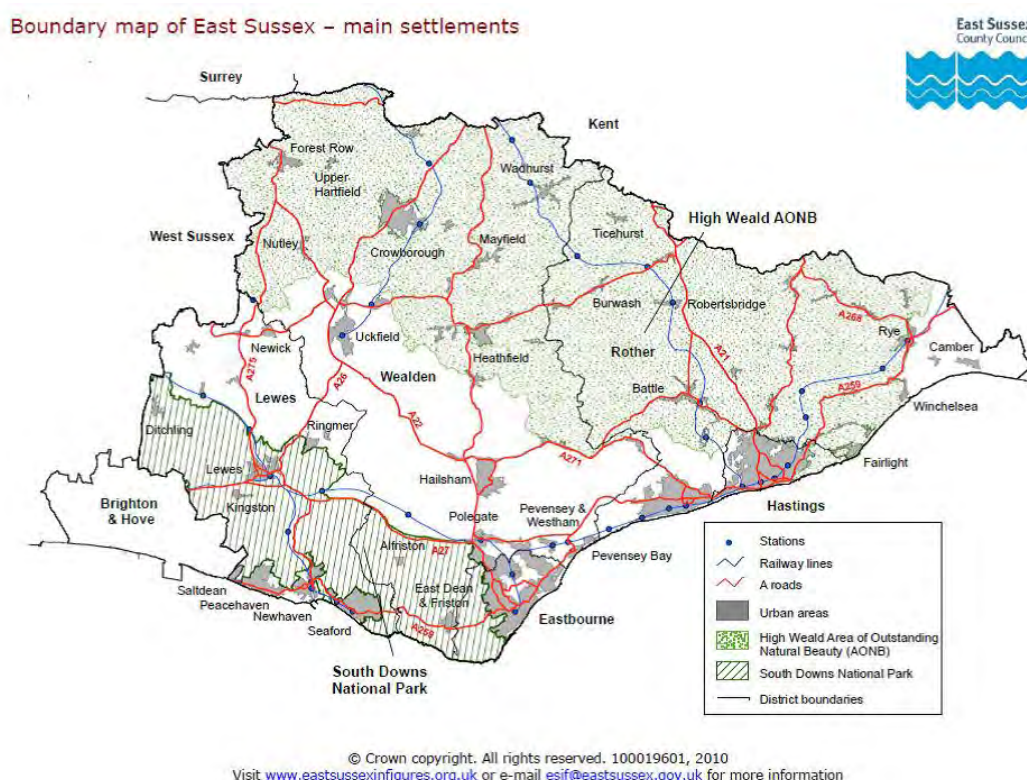 Boundary map of East Sussex – main settlements
East Sussex
County Council
Surrey
Kent
Forest Row
Upper
Hartfield
Wadhurst
High Weald AONB
West Sussex
Nutley
Crowborough
Mayfield
Ticehurst
Burwash
Robertsbridge
A268
Rye
Camber
Newick
Uckfield
Heathfield
Rother
A21
A275
A26
Wealden
Lewes
Battle
A259
Winchelsea
Ditchling
Ringmer
A22
A271
Fairlight
Lewes
Hailsham
Hastings
Brighton
& Hove
Kingston
Polegate
Pevensey &
Westham
Alfriston
A27
Pevensey Bay
Saltdean
Peacehaven
Newhaven
Seaford
East Dean
& Friston
A259
Eastbourne
South Downs
National Park
Stations
Railway lines
A roads
Urban areas
High Weald Area of Outstanding
Natural Beauty (AONB)
South Downs National Park
District boundaries
© Crown copyright. All rights reserved. 100019601, 2010
Visit www.eastsussexinfigures.org.uk or e-mail esif@eastsussex.gov.uk for more information